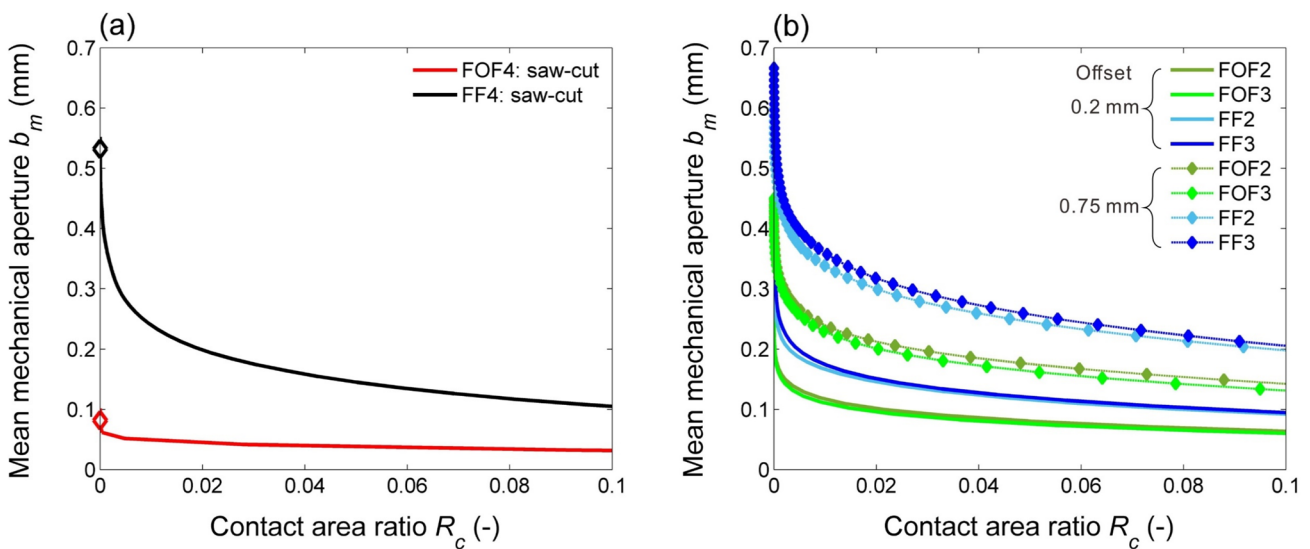 (a)
Mean mechanical aperture b_m (mm)
0.7
0.6
0.5
0.4
0.3
0.2
0.1
0
0
0.02
0.04
0.06
0.08
0.1
Contact area ratio R_c (-)
FOF4: saw-cut
FF4: saw-cut
(b)
Mean mechanical aperture b_m (mm)
0.7
0.6
0.5
0.4
0.3
0.2
0.1
0
0
0.02
0.04
0.06
0.08
0.1
Contact area ratio R_c (-)
Offset
0.2 mm
FOF2
FOF3
FF2
FF3
0.75 mm
FOF2
FOF3
FF2
FF3